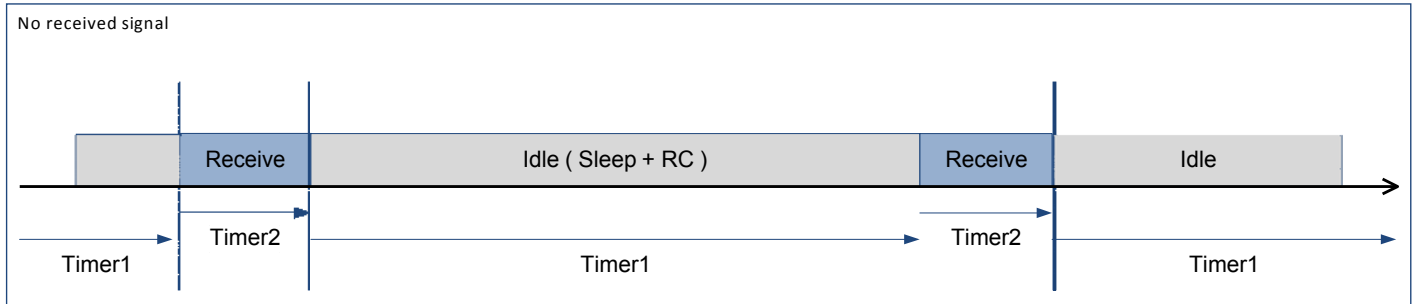 No received signal
Receive
Idle ( Sleep + RC )
Receive
Idle
Timer2
Timer2
Timer1
Timer1
Timer1